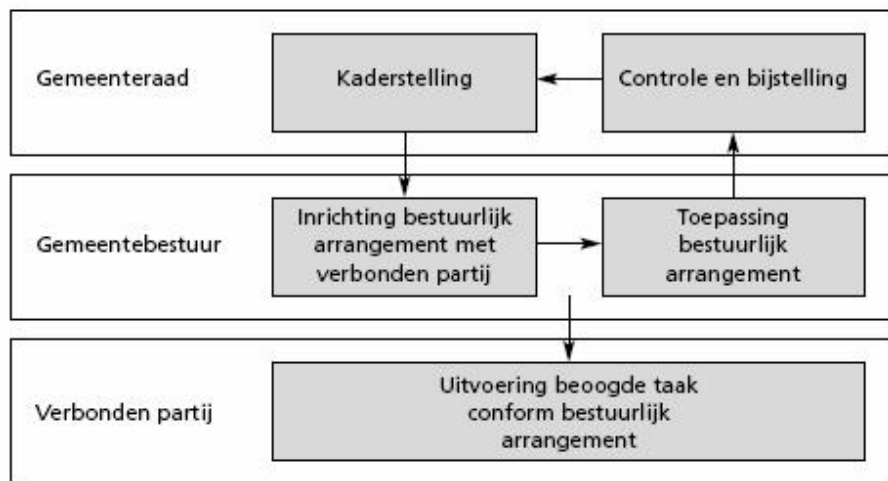 Gemeenteraad
Kaderstelling
Controle en bijstelling
Gemeentebestuur
Inrichting bestuurlijk
arrangement met
verbonden partij
Toepassing
bestuurlijk
arrangement
Verbonden partij
Uitvoering beoogde taak
conform bestuurlijk
arrangement